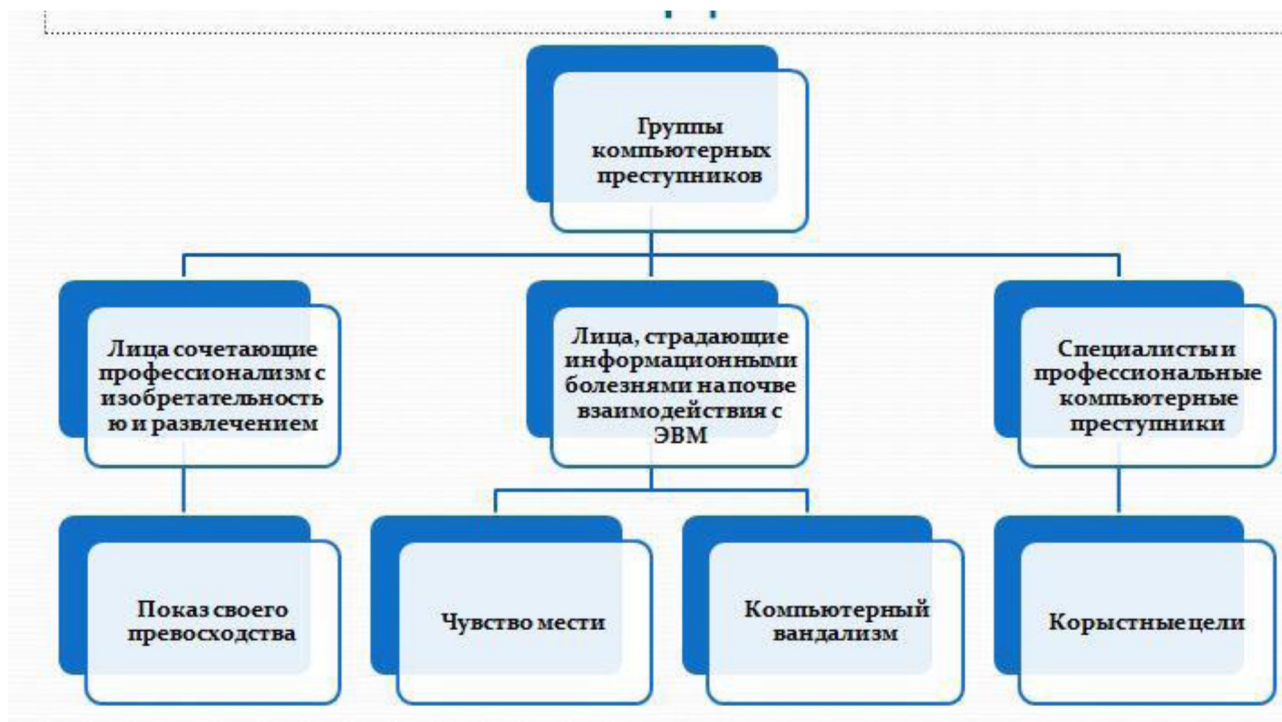 Группы
компьютерных
преступников
Лица сочетающие
профессионализм с
изобретательность
ю и развлечением
Лица, страдающие
информационными
болезнями на почве
взаимодействия с
ЭВМ
Специалисты и
профессиональные
компьютерные
преступники
Показ своего
превосходства
Чувство мести
Компьютерный
вандализм
Корыстные цели